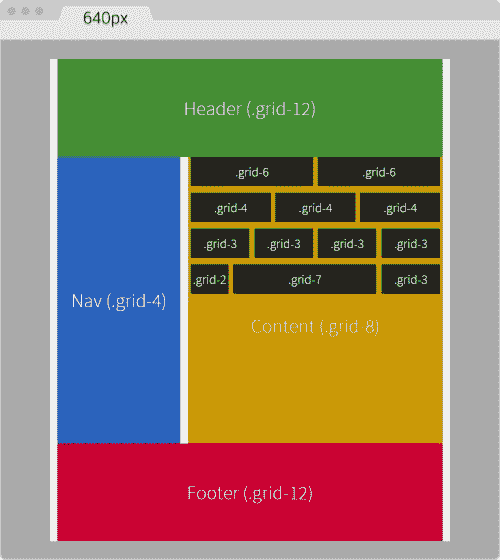 640px
Header (.grid-12)
.grid-6 .grid-6
.grid-4 .grid-4 .grid-4
.grid-3 .grid-3 .grid-3 .grid-3
.grid-2 .grid-7 .grid-3
Nav (.grid-4)
Content (.grid-8)
Footer (.grid-12)